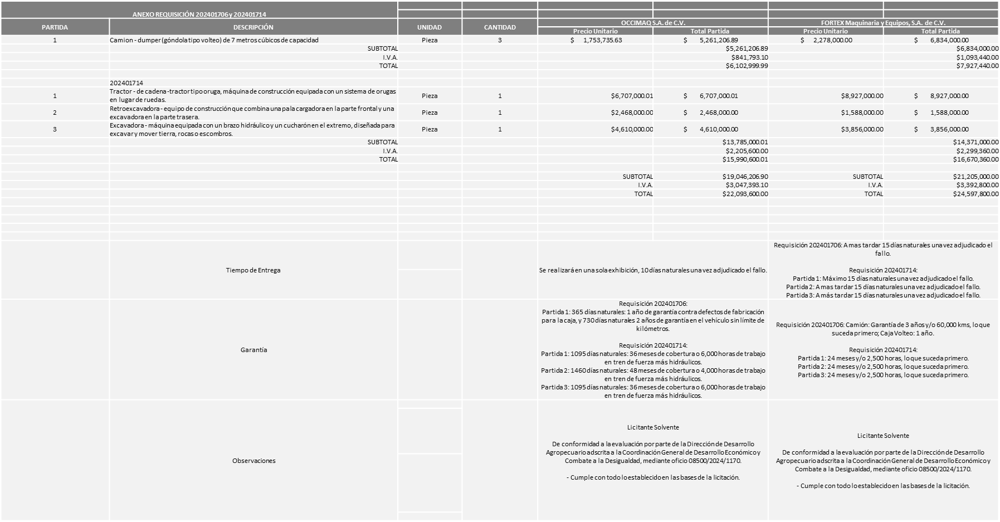 ANEXO REQUISICIÓN 202401706 y 202401714
PARTIDA DESCRIPCIÓN UNIDAD CANTIDAD OCCIMAQ S.A. de C.V. FORTEX Maquinaria y Equipos, S.A. de C.V.
Precio Unitario Total Partida Precio Unitario Total Partida
1 Camion - dumper (góndola tipo volteo) de 7 metros cúbicos de capacidad Pieza 3 $ 1,753,735.63 $ 5,261,206.89 $ 2,278,000.00 $ 6,834,000.00
SUBTOTAL $5,261,206.89 $6,834,000.00
I.V.A. $841,793.10 $1,093,440.00
TOTAL $6,102,999.99 $7,927,440.00
202401714
1 Tractor - de cadena -tractor tipo oruga, máquina de construcción equipada con un sistema de orugas
en lugar de ruedas. Pieza 1 $6,707,000.01 $ 6,707,000.01 $8,927,000.00 $ 8,927,000.00
2 Retroexcavadora - equipo de construcción que combina una pala cargadora en la parte frontal y una
excavadora en la parte trasera. Pieza 1 $2,468,000.00 $ 2,468,000.00 $1,588,000.00 $ 1,588,000.00
3 Excavadora - máquina equipada con un brazo hidráulico y un cucharón en el extremo, diseñada para
excavar y mover tierra, rocas o escombros. Pieza 1 $4,610,000.00 $ 4,610,000.00 $3,856,000.00 $ 3,856,000.00
SUBTOTAL $13,785,000.01 $14,371,000.00
I.V.A. $2,205,600.00 $2,299,360.00
TOTAL $15,990,600.01 $16,670,360.00
SUBTOTAL $19,046,206.90 SUBTOTAL $21,205,000.00
I.V.A. $3,047,393.10 I.V.A. $3,392,800.00
TOTAL $22,093,600.00 TOTAL $24,597,800.00
Tiempo de Entrega
Se realizará en una sola exhibición, 10 días naturales una vez adjudicado el fallo.
Requisición 202401706: A mas tardar 15 días naturales una vez adjudicado el
fallo.
Requisición 202401714:
Partida 1: Máximo 15 días naturales una vez adjudicado el fallo.
Partida 2: A mas tardar 15 días naturales una vez adjudicado el fallo.
Partida 3: A más tardar 15 días naturales una vez adjudicado el fallo.
Garantía
Requisición 202401706:
Partida 1: 365 días naturales: 1 año de garantía contra defectos de fabricación
para la caja, y 730 días naturales 2 años de garantía en el vehículo sin límite de
kilómetros.
Requisición 202401714:
Partida 1: 1095 días naturales: 36 meses de cobertura o 6,000 horas de trabajo
en tren de fuerza más hidráulicos.
Partida 2: 1460 días naturales: 48 meses de cobertura o 4,000 horas de trabajo
en tren de fuerza más hidráulicos.
Partida 3: 1095 días naturales: 36 meses de cobertura o 6,000 horas de trabajo
en tren de fuerza más hidráulicos.
Requisición 202401706: Camión: Garantía de 3 años y/o 60,000 kms, lo que
suceda primero; Caja Volteo: 1 año.
Requisición 202401714:
Partida 1: 24 meses y/o 2,500 horas, lo que suceda primero.
Partida 2: 24 meses y/o 2,500 horas, lo que suceda primero.
Partida 3: 24 meses y/o 2,500 horas, lo que suceda primero.
Observaciones
Licitante Solvente
De conformidad a la evaluación por parte de la Dirección de Desarrollo
Agropecuario adscrita a la Coordinación General de Desarrollo Económico y
Combate a la Desigualdad, mediante oficio 08500/2024/1170.
- Cumple con todo lo establecido en las bases de la licitación.
Licitante Solvente
De conformidad a la evaluación por parte de la Dirección de Desarrollo
Agropecuario adscrita a la Coordinación General de Desarrollo Económico y
Combate a la Desigualdad, mediante oficio 08500/2024/1170.
- Cumple con todo lo establecido en las bases de la licitación.